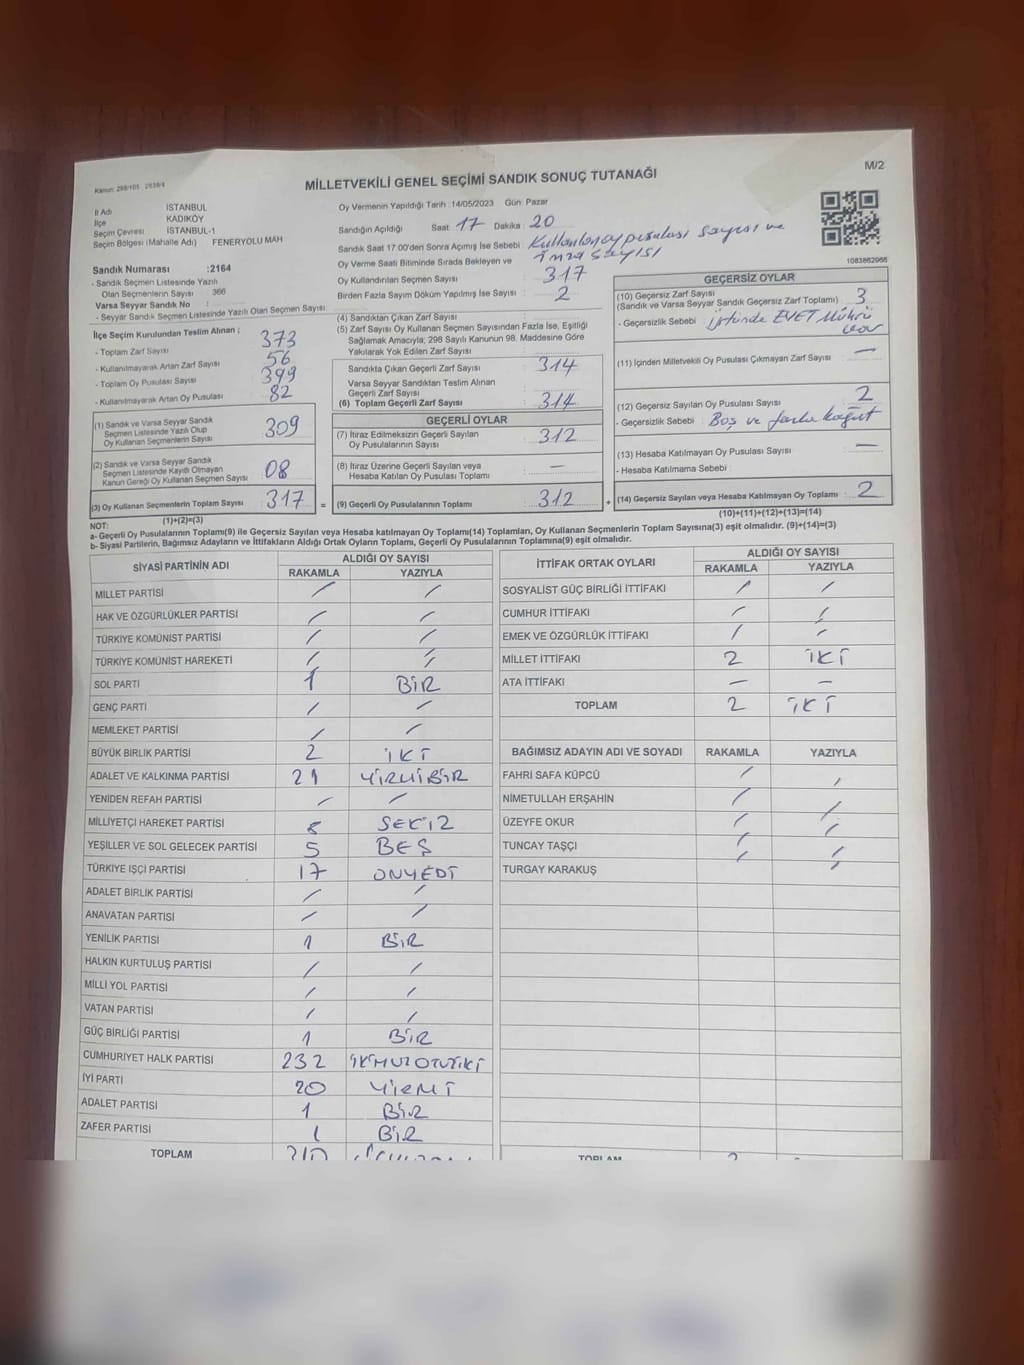 M/2
Kanun: 298/105 2839/4
MİLLETVEKİLİ GENEL SEÇİMİ SANDIK SONUÇ TUTANAĞI
İl Adı İSTANBUL
İlçe KADIKÖY
Seçim Çevresi İSTANBUL-1
Seçim Bölgesi (Mahalle Adı) FENERYOLU MAH
Oy Vermenin Yapıldığı Tarih :14/05/2023 Gün Pazar
Sandığın Açıldığı Saat 17 Dakika 20
Sandık Saat 17:00'den Sonra Açılmış İse Sebebi Kullanılan oy pusulası sayısı ve
imza sayısı
1083862966
Sandık Numarası :2164
- Sandık Seçmen Listesinde Yazılı
Olan Seçmenlerin Sayısı 366
Varsa Seyyar Sandık No :
- Seyyar Sandık Seçmen Listesinde Yazılı Olan Seçmen Sayısı
Oy Verme Saati Bitiminde Sırada Bekleyen ve
Oy Kullandırılan Seçmen Sayısı 317
Birden Fazla Sayım Döküm Yapılmış İse Sayısı : 2
İlçe Seçim Kurulundan Teslim Alınan ;
- Toplam Zarf Sayısı 373
- Kullanılmayarak Artan Zarf Sayısı 56
- Toplam Oy Pusulası Sayısı 399
- Kullanılmayarak Artan Oy Pusulası 82
(1) Sandık ve Varsa Seyyar Sandık
Seçmen Listesinde Yazılı Olup
Oy Kullanan Seçmenlerin Sayısı 309
(2) Sandık ve Varsa Seyyar Sandık
Seçmen Listesinde Kaydı Olmayan
Kanun Gereği Oy Kullanan Seçmen Sayısı 08
(3) Oy Kullanan Seçmenlerin Toplam Sayısı 317 =
(1)+(2)=(3)
(4) Sandıktan Çıkan Zarf Sayısı
(5) Zarf Sayısı Oy Kullanan Seçmen Sayısından Fazla İse, Eşitliği
Sağlamak Amacıyla; 298 Sayılı Kanunun 98. Maddesine Göre
Yakılarak Yok Edilen Zarf Sayısı
Sandıkta Çıkan Geçerli Zarf Sayısı 314
Varsa Seyyar Sandıktan Teslim Alınan
Geçerli Zarf Sayısı
(6) Toplam Geçerli Zarf Sayısı : 314
GEÇERLİ OYLAR
(7) İtiraz Edilmeksizin Geçerli Sayılan
Oy Pusulalarının Sayısı 312
(8) İtiraz Üzerine Geçerli Sayılan veya
Hesaba Katılan Oy Pusulası Toplamı —
(9) Geçerli Oy Pusulalarının Toplamı 312 +
GEÇERSİZ OYLAR
(10) Geçersiz Zarf Sayısı 3
(Sandık ve Varsa Seyyar Sandık Geçersiz Zarf Toplamı)
- Geçersizlik Sebebi : üstünde EVET Mührü
var
(11) İçinden Milletvekili Oy Pusulası Çıkmayan Zarf Sayısı —
(12) Geçersiz Sayılan Oy Pusulası Sayısı 2
- Geçersizlik Sebebi : Boş ve fazla kağıt
(13) Hesaba Katılmayan Oy Pusulası Sayısı —
- Hesaba Katılmama Sebebi
(14) Geçersiz Sayılan veya Hesaba Katılmayan Oy Toplamı : 2
(10)+(11)+(12)+(13)=(14)
NOT:
a- Geçerli Oy Pusulalarının Toplamı(9) ile Geçersiz Sayılan veya Hesaba katılmayan Oy Toplamı(14) Toplamları, Oy Kullanan Seçmenlerin Toplam Sayısına(3) eşit olmalıdır. (9)+(14)=(3)
b- Siyasi Partilerin, Bağımsız Adayların ve İttifakların Aldığı Ortak Oyların Toplamı, Geçerli Oy Pusulalarının Toplamına(9) eşit olmalıdır.
SİYASİ PARTİNİN ADI ALDIĞI OY SAYISI
RAKAMLA YAZIYLA
MİLLET PARTİSİ / /
HAK VE ÖZGÜRLÜKLER PARTİSİ / /
TÜRKİYE KOMÜNİST PARTİSİ / /
TÜRKİYE KOMÜNİST HAREKETİ / /
SOL PARTİ 1 BİR
GENÇ PARTİ / /
MEMLEKET PARTİSİ / /
BÜYÜK BİRLİK PARTİSİ 2 İKİ
ADALET VE KALKINMA PARTİSİ 21 YİRMİBİR
YENİDEN REFAH PARTİSİ / /
MİLLİYETÇİ HAREKET PARTİSİ 8 SEKİZ
YEŞİLLER VE SOL GELECEK PARTİSİ 5 BEŞ
TÜRKİYE İŞÇİ PARTİSİ 17 ONYEDİ
ADALET BİRLİK PARTİSİ / /
ANAVATAN PARTİSİ / /
YENİLİK PARTİSİ 1 BİR
HALKIN KURTULUŞ PARTİSİ / /
MİLLİ YOL PARTİSİ / /
VATAN PARTİSİ / /
GÜÇ BİRLİĞİ PARTİSİ 1 BİR
CUMHURİYET HALK PARTİSİ 232 İKİYUZOTUZİKİ
İYİ PARTİ 20 YİRMİ
ADALET PARTİSİ 1 BİR
ZAFER PARTİSİ 1 BİR
TOPLAM 310
İTTİFAK ORTAK OYLARI ALDIĞI OY SAYISI
RAKAMLA YAZIYLA
SOSYALİST GÜÇ BİRLİĞİ İTTİFAKI / /
CUMHUR İTTİFAKI / /
EMEK VE ÖZGÜRLÜK İTTİFAKI / /
MİLLET İTTİFAKI 2 İKİ
ATA İTTİFAKI — —
TOPLAM 2 İKİ
BAĞIMSIZ ADAYIN ADI VE SOYADI RAKAMLA YAZIYLA
FAHRİ SAFA KÜPCÜ / /
NİMETULLAH ERŞAHİN / /
ÜZEYFE OKUR / /
TUNCAY TAŞÇI / /
TURGAY KARAKUŞ / /
TOPLAM 2